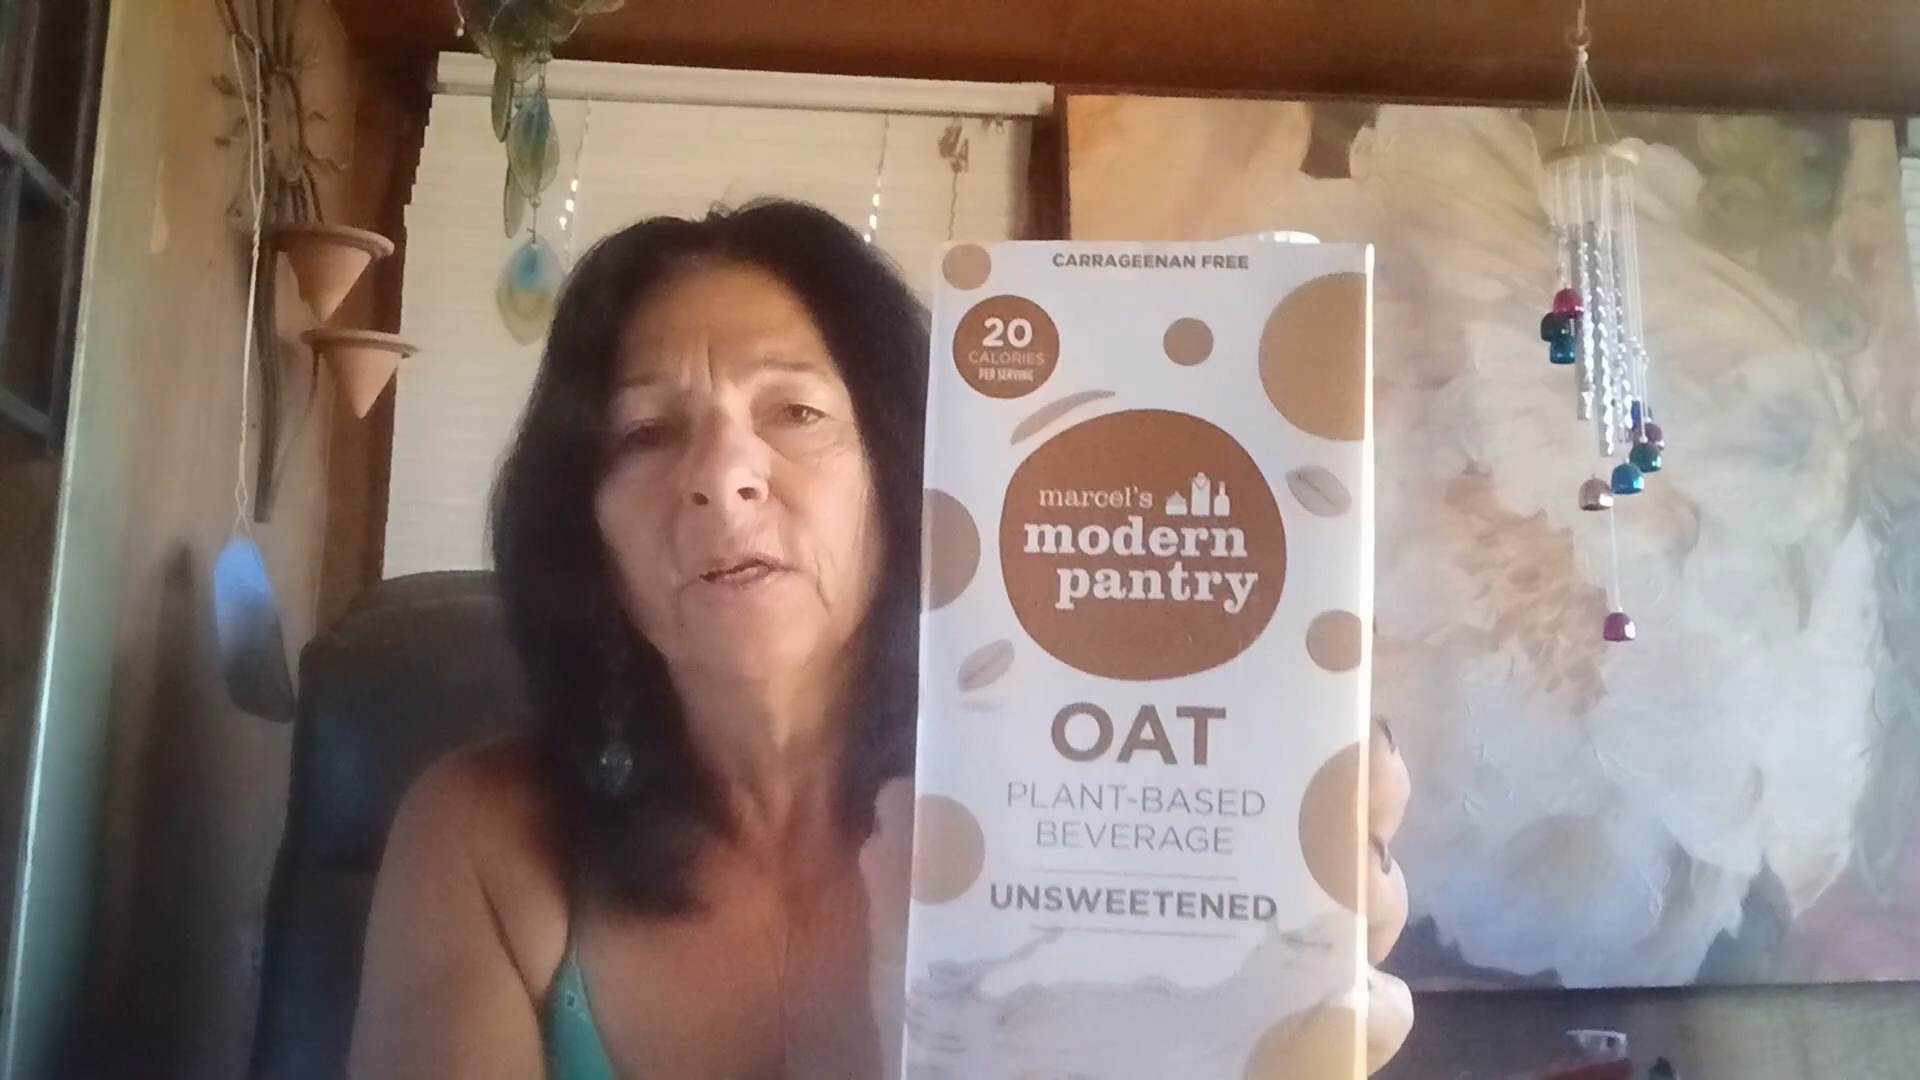 CARRAGEENAN FREE
20
CALORIES
PER SERVING
marcel's
modern
pantry
OAT
PLANT-BASED
BEVERAGE
UNSWEETENED